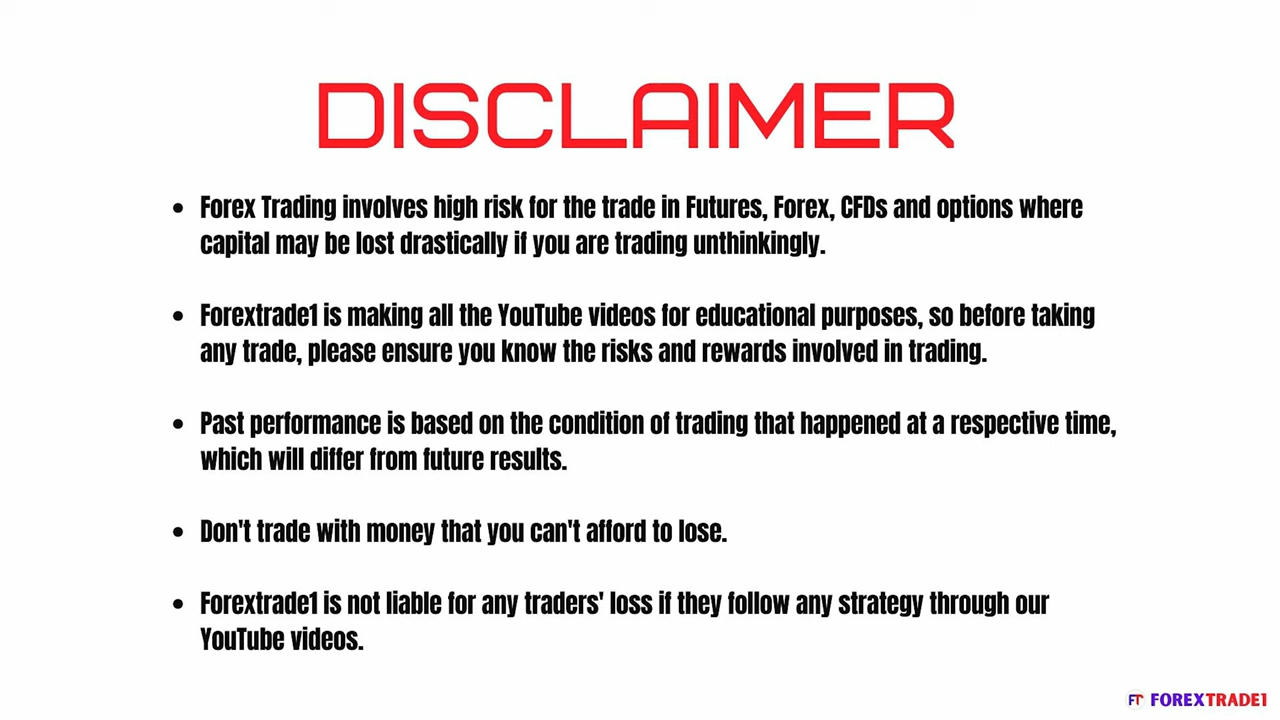 DISCLAIMER
• Forex Trading involves high risk for the trade in Futures, Forex, CFDs and options where
capital may be lost drastically if you are trading unthinkingly.
• Forextrade1 is making all the YouTube videos for educational purposes, so before taking
any trade, please ensure you know the risks and rewards involved in trading.
• Past performance is based on the condition of trading that happened at a respective time,
which will differ from future results.
• Don't trade with money that you can't afford to lose.
• Forextrade1 is not liable for any traders' loss if they follow any strategy through our
YouTube videos.
FT FOREXTRADE1